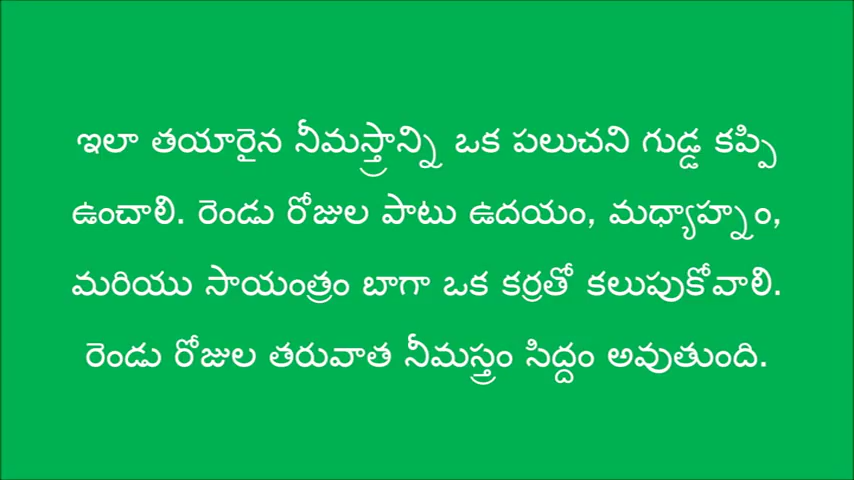 ఇలా తయారైన నీమస్త్రాన్ని ఒక పలుచని గుడ్డ కప్పి
ఉంచాలి. రెండు రోజుల పాటు ఉదయం, మధ్యాహ్నం,
మరియు సాయంత్రం బాగా ఒక కర్రతో కలుపుకోవాలి.
రెండు రోజుల తరువాత నీమస్త్రం సిద్దం అవుతుంది.